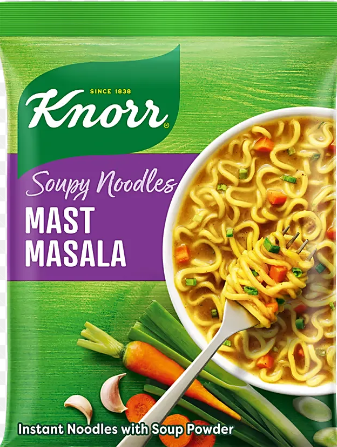 SINCE 1838
Knorr®
Soupy Noodles
MAST
MASALA
Instant Noodles with Soup Powder